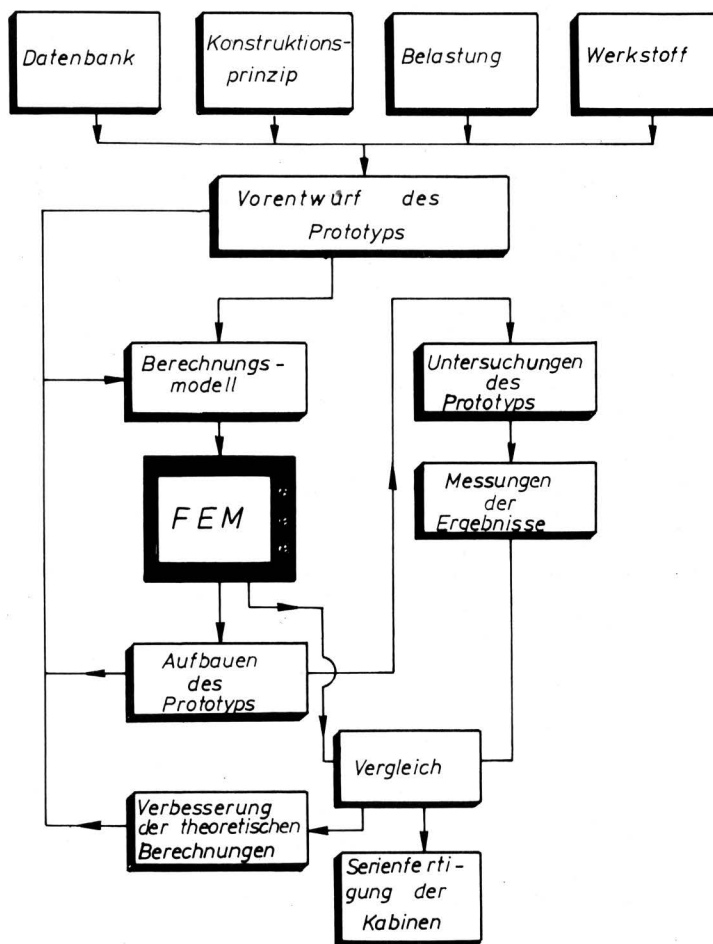 Datenbank
Konstruktions-
prinzip
Belastung
Werkstoff
Vorentwurf des
Prototyps
Berechnungs-
modell
Untersuchungen
des
Prototyps
FEM
Messungen
der
Ergebnisse
Aufbauen
des
Prototyps
Vergleich
Verbesserung
der theoretischen
Berechnungen
Serienferti-
gung der
Kabinen